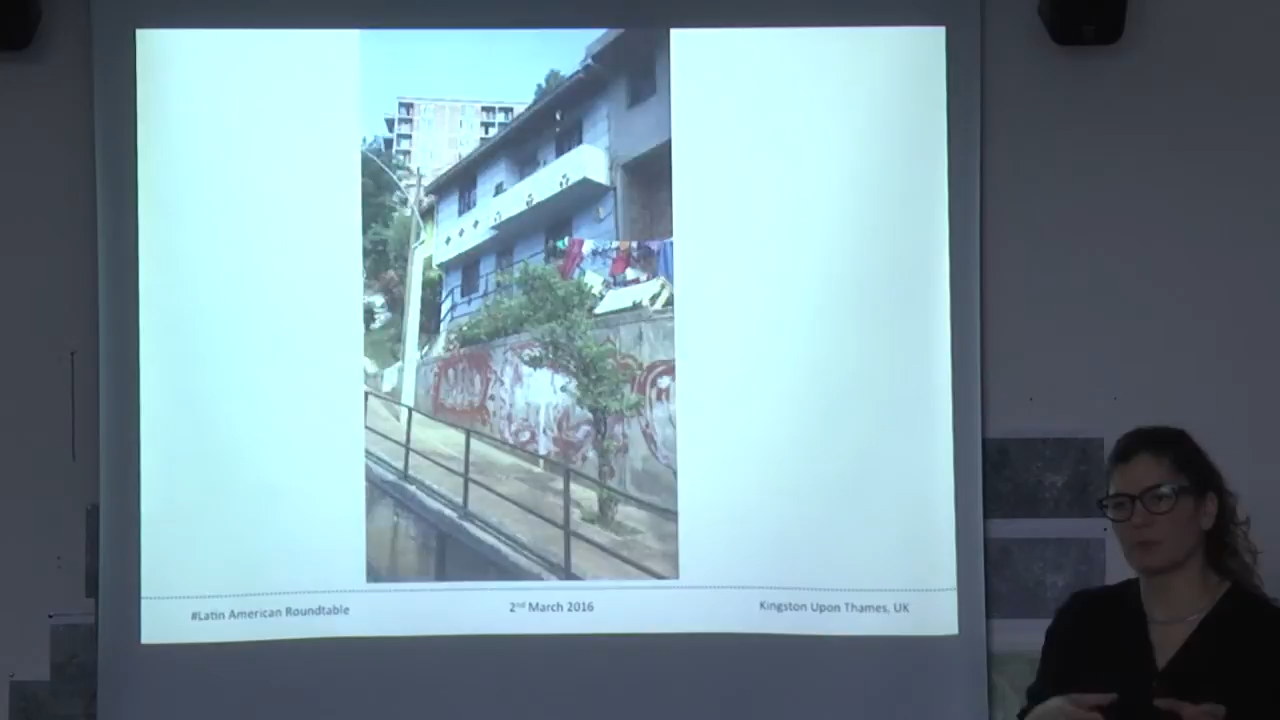 #Latin American Roundtable
2nd March 2016
Kingston Upon Thames, UK